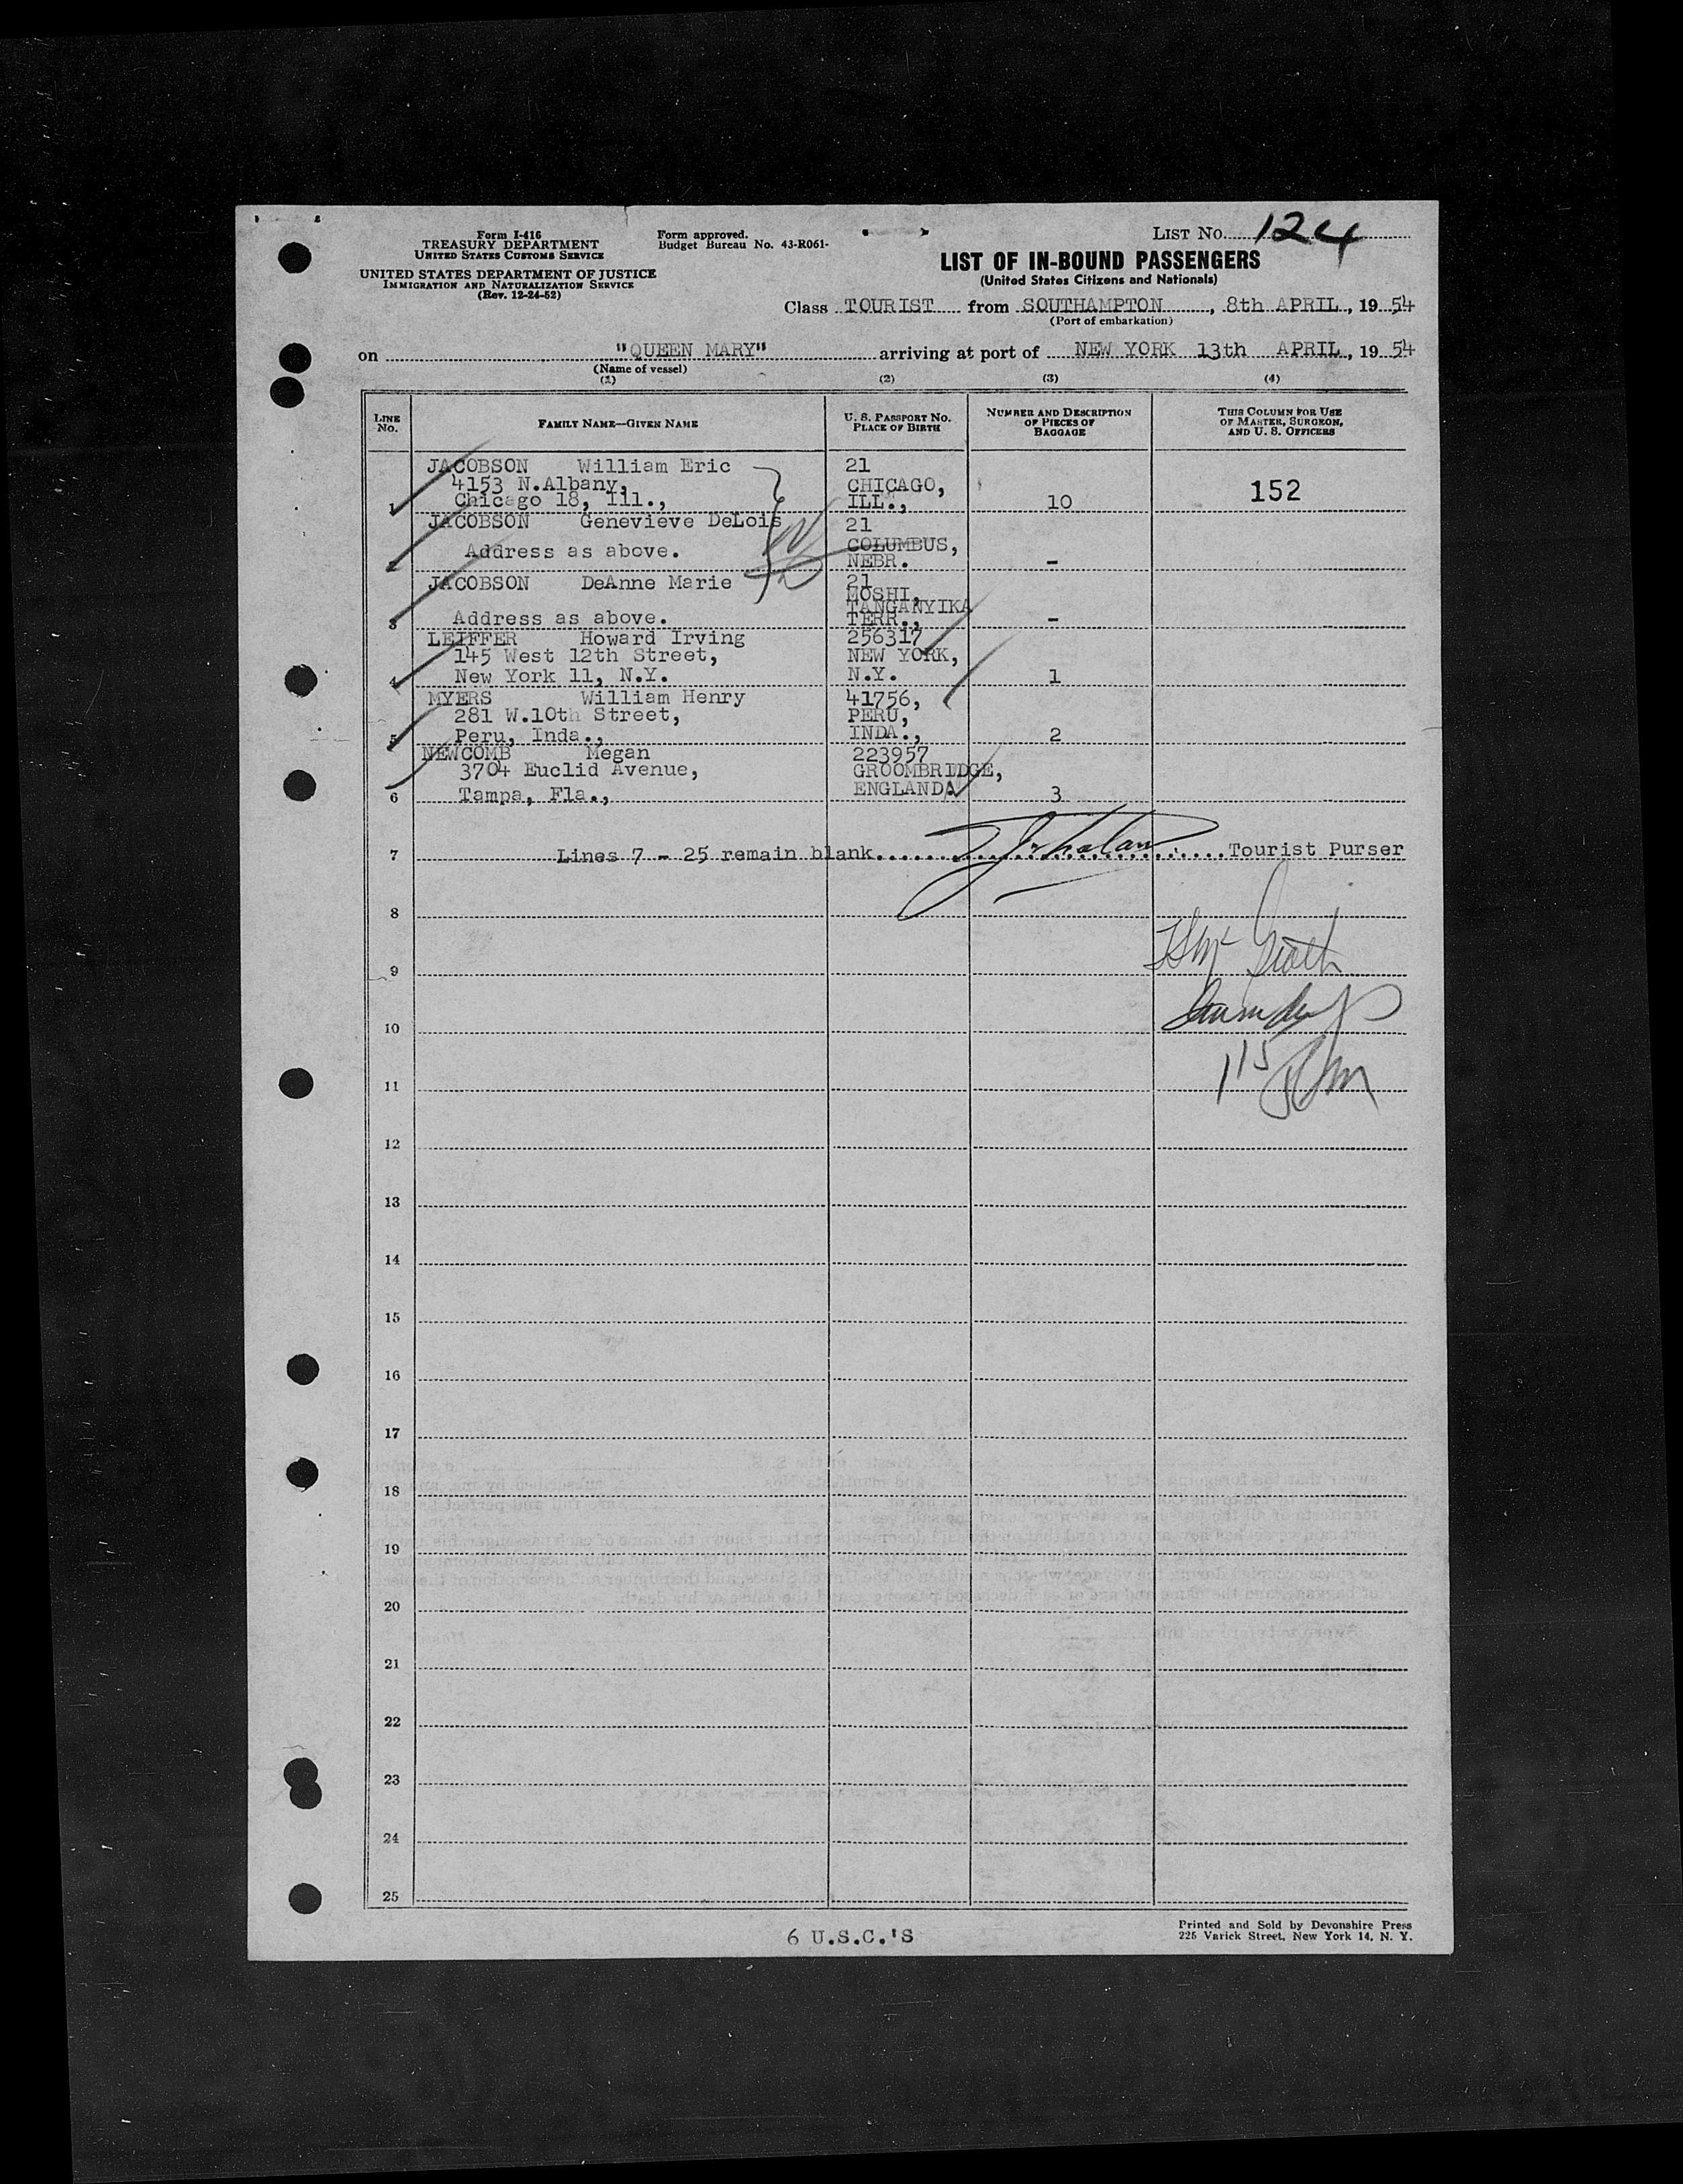 Form I-416
TREASURY DEPARTMENT
UNITED STATES CUSTOMS SERVICE
UNITED STATES DEPARTMENT OF JUSTICE
IMMIGRATION AND NATURALIZATION SERVICE
(Rev. 12-24-52)
Form approved.
Budget Bureau No. 43-R061-
LIST NO. 124
LIST OF IN-BOUND PASSENGERS
(United States Citizens and Nationals)
Class TOURIST from SOUTHAMPTON, 8th APRIL, 1954
(Port of embarkation)
on "QUEEN MARY" arriving at port of NEW YORK 13th APRIL, 1954
(Name of vessel)
(1) (2) (3) (4)
LINE NO.
FAMILY NAME—GIVEN NAME
U. S. PASSPORT NO.
PLACE OF BIRTH
NUMBER AND DESCRIPTION
OF PIECES OF
BAGGAGE
THIS COLUMN FOR USE
OF MASTER, SURGEON,
AND U. S. OFFICERS
JACOBSON William Eric 21
4153 N.Albany, CHICAGO,
1 Chicago 18, Ill., ILL., 10 152
JACOBSON Genevieve DeLois 21
Address as above. COLUMBUS,
2 NEBR. -
JACOBSON DeAnne Marie 21
MOSHI,
TANGANYIKA
3 Address as above. TERR., -
LEIFFER Howard Irving 256317
145 West 12th Street, NEW YORK,
4 New York 11, N.Y. N.Y. 1
MYERS William Henry 41756,
281 W.10th Street, PERU,
5 Peru, Inda., INDA., 2
NEWCOMB Megan 223957
3704 Euclid Avenue, GROOMBRIDGE,
6 Tampa, Fla., ENGLAND. 3
7 Lines 7 - 25 remain blank. Tourist Purser
8
9
10
11 115
12
13
14
15
16
17
18
19
20
21
22
23
24
25
6 U.S.C.'S
Printed and Sold by Devonshire Press
225 Varick Street, New York 14, N. Y.